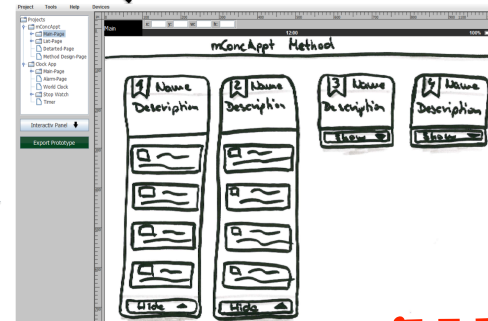 Project Tools Help Devices
Projects
mConcAppt
Main-Page
List-Page
Detailed-Page
Method Design-Page
Clock App
Main-Page
Alarm-Page
World Clock
Stop Watch
Timer
Interactiv Panel
Export Prototype
x: y: w: h:
Main 12:00 100%
mConcAppt Method
1 Name 2 Name 3 Name 4 Name
Description Description Description Description
Show Show
Hide Hide